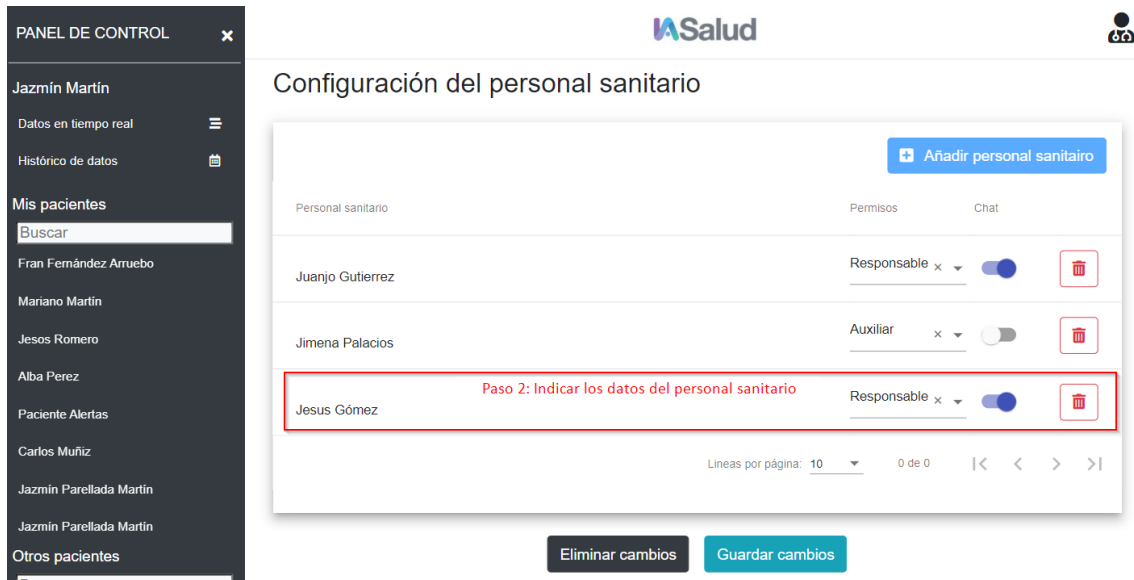 PANEL DE CONTROL ×
IASalud
Jazmín Martín
Datos en tiempo real
Histórico de datos
Mis pacientes
Buscar
Fran Fernández Arruebo
Mariano Martín
Jesos Romero
Alba Perez
Paciente Alertas
Carlos Muñiz
Jazmín Parellada Martín
Jazmín Parellada Martín
Otros pacientes
Configuración del personal sanitario
Añadir personal sanitairo
Personal sanitario Permisos Chat
Juanjo Gutierrez Responsable ×
Jimena Palacios Auxiliar ×
Paso 2: Indicar los datos del personal sanitario
Jesus Gómez Responsable ×
Lineas por página: 10 0 de 0
Eliminar cambios Guardar cambios